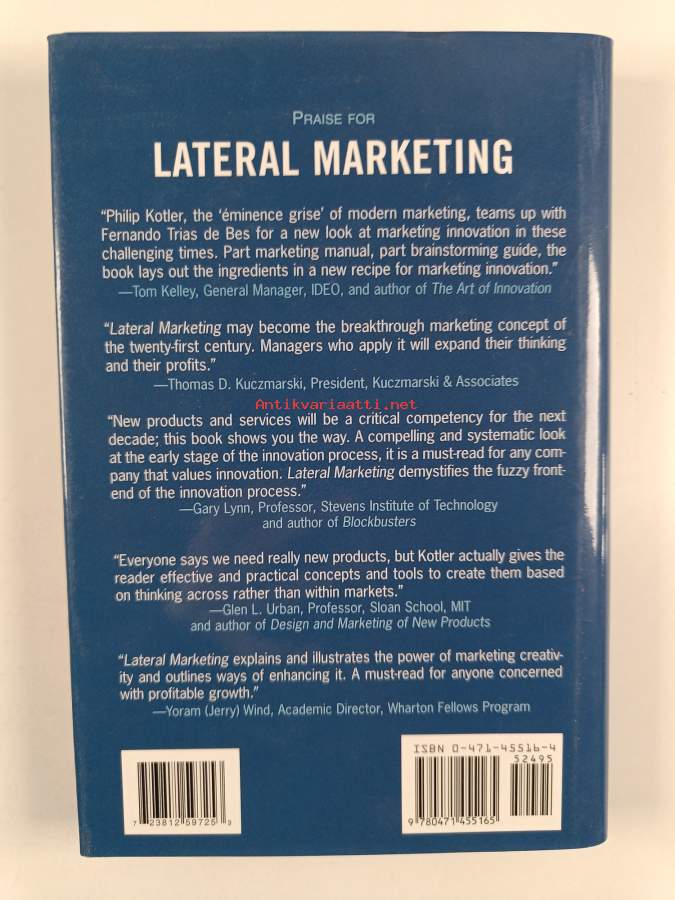 PRAISE FOR
LATERAL MARKETING
“Philip Kotler, the ‘éminence grise’ of modern marketing, teams up with
Fernando Trias de Bes for a new look at marketing innovation in these
challenging times. Part marketing manual, part brainstorming guide, the
book lays out the ingredients in a new recipe for marketing innovation.”
—Tom Kelley, General Manager, IDEO, and author of The Art of Innovation
“Lateral Marketing may become the breakthrough marketing concept of
the twenty-first century. Managers who apply it will expand their thinking
and their profits.”
—Thomas D. Kuczmarski, President, Kuczmarski & Associates
Antikvariaatti.net
“New products and services will be a critical competency for the next
decade; this book shows you the way. A compelling and systematic look
at the early stage of the innovation process, it is a must-read for any com-
pany that values innovation. Lateral Marketing demystifies the fuzzy front-
end of the innovation process.”
—Gary Lynn, Professor, Stevens Institute of Technology
and author of Blockbusters
“Everyone says we need really new products, but Kotler actually gives the
reader effective and practical concepts and tools to create them based
on thinking across rather than within markets.”
—Glen L. Urban, Professor, Sloan School, MIT
and author of Design and Marketing of New Products
“Lateral Marketing explains and illustrates the power of marketing creativ-
ity and outlines ways of enhancing it. A must-read for anyone concerned
with profitable growth.”
—Yoram (Jerry) Wind, Academic Director, Wharton Fellows Program
ISBN 0-471-45516-4
52495
7 23812 59725 9
9 780471 455165